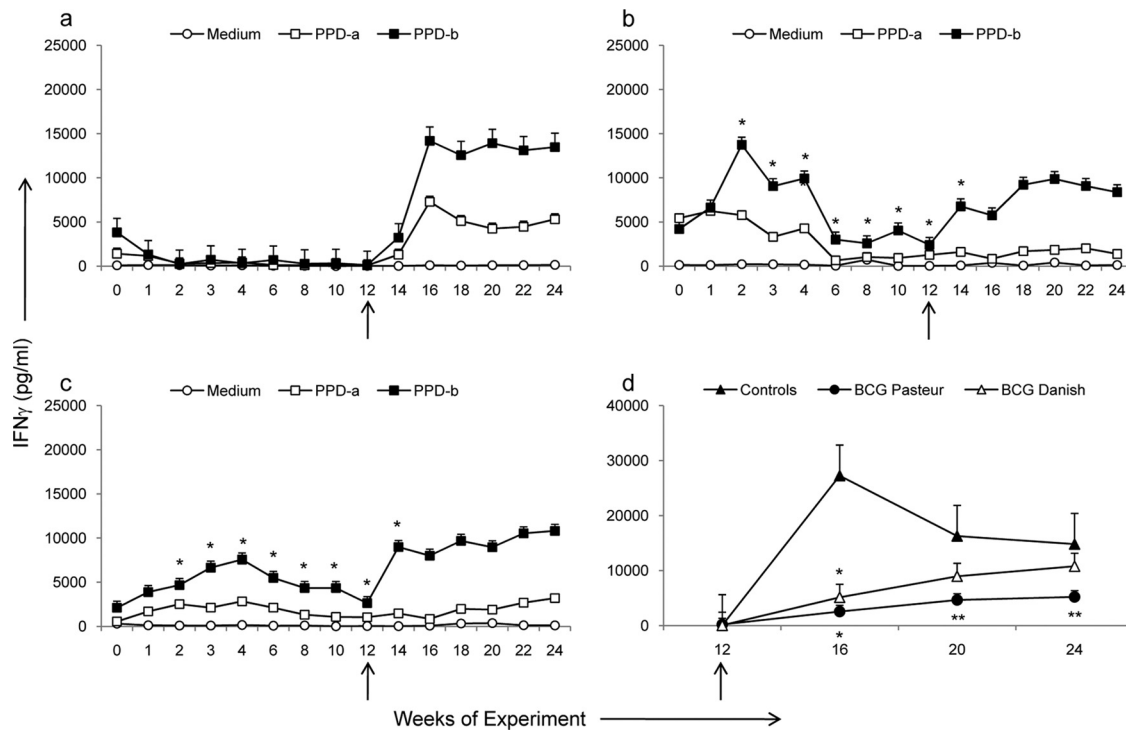 a
Medium PPD-a PPD-b
25000
20000
15000
10000
5000
0
0 1 2 3 4 6 8 10 12 14 16 18 20 22 24
b
Medium PPD-a PPD-b
25000
20000
15000
10000
5000
0
* * * * * * * * * *
0 1 2 3 4 6 8 10 12 14 16 18 20 22 24
IFNγ (pg/ml)
c
Medium PPD-a PPD-b
25000
20000
15000
10000
5000
0
* * * * * * * *
0 1 2 3 4 6 8 10 12 14 16 18 20 22 24
d
Controls BCG Pasteur BCG Danish
40000
30000
20000
10000
0
*
* ** **
12 16 20 24
Weeks of Experiment